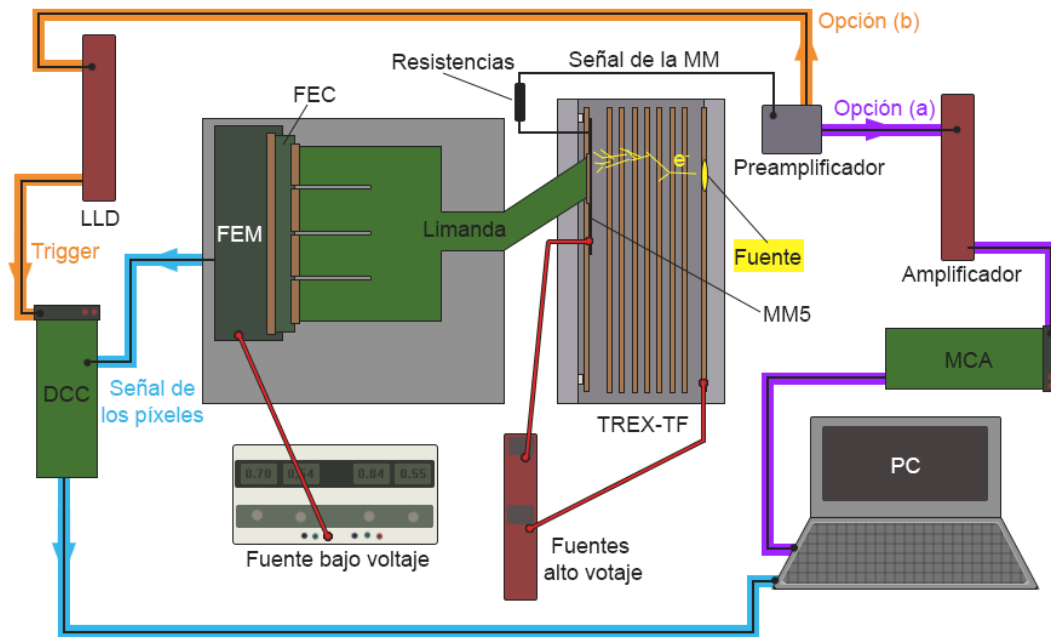 Opción (b)
Señal de la MM
Resistencias
FEC
Opción (a)
Preamplificador
e-
LLD
FEM
Limanda
Trigger
Fuente
Amplificador
MM5
DCC
Señal de
los píxeles
MCA
TREX-TF
PC
0.70
0.84
0.55
Fuente bajo voltaje
Fuentes
alto votaje